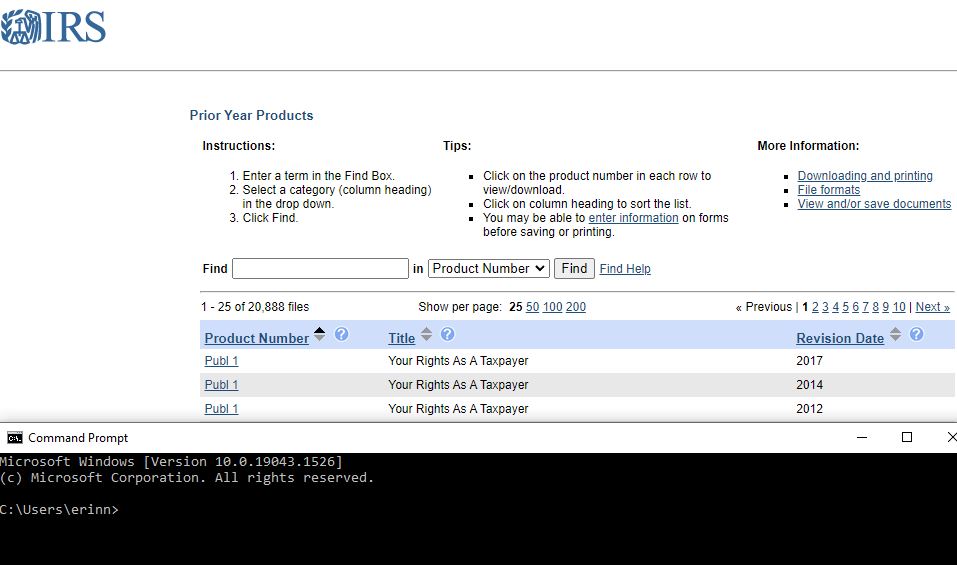 IRS
Prior Year Products
Instructions:
1. Enter a term in the Find Box.
2. Select a category (column heading)
in the drop down.
3. Click Find.
Tips:
Click on the product number in each row to
view/download.
Click on column heading to sort the list.
You may be able to enter information on forms
before saving or printing.
More Information:
Downloading and printing
File formats
View and/or save documents
Find in Product Number Find Find Help
1 - 25 of 20,888 files Show per page: 25 50 100 200 « Previous | 1 2 3 4 5 6 7 8 9 10 | Next »
Product Number ? Title ? Revision Date ?
Publ 1 Your Rights As A Taxpayer 2017
Publ 1 Your Rights As A Taxpayer 2014
Publ 1 Your Rights As A Taxpayer 2012
C:\. Command Prompt
Microsoft Windows [Version 10.0.19043.1526]
(c) Microsoft Corporation. All rights reserved.
C:\Users\erinn>